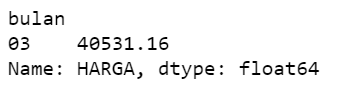 bulan
03    40531.16
Name: HARGA, dtype: float64